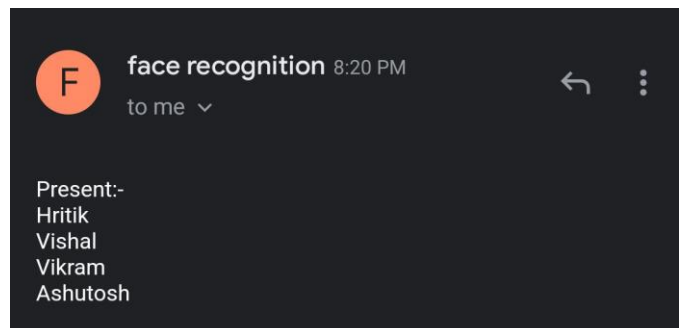 F
face recognition 8:20 PM
to me
Present:-
Hritik
Vishal
Vikram
Ashutosh